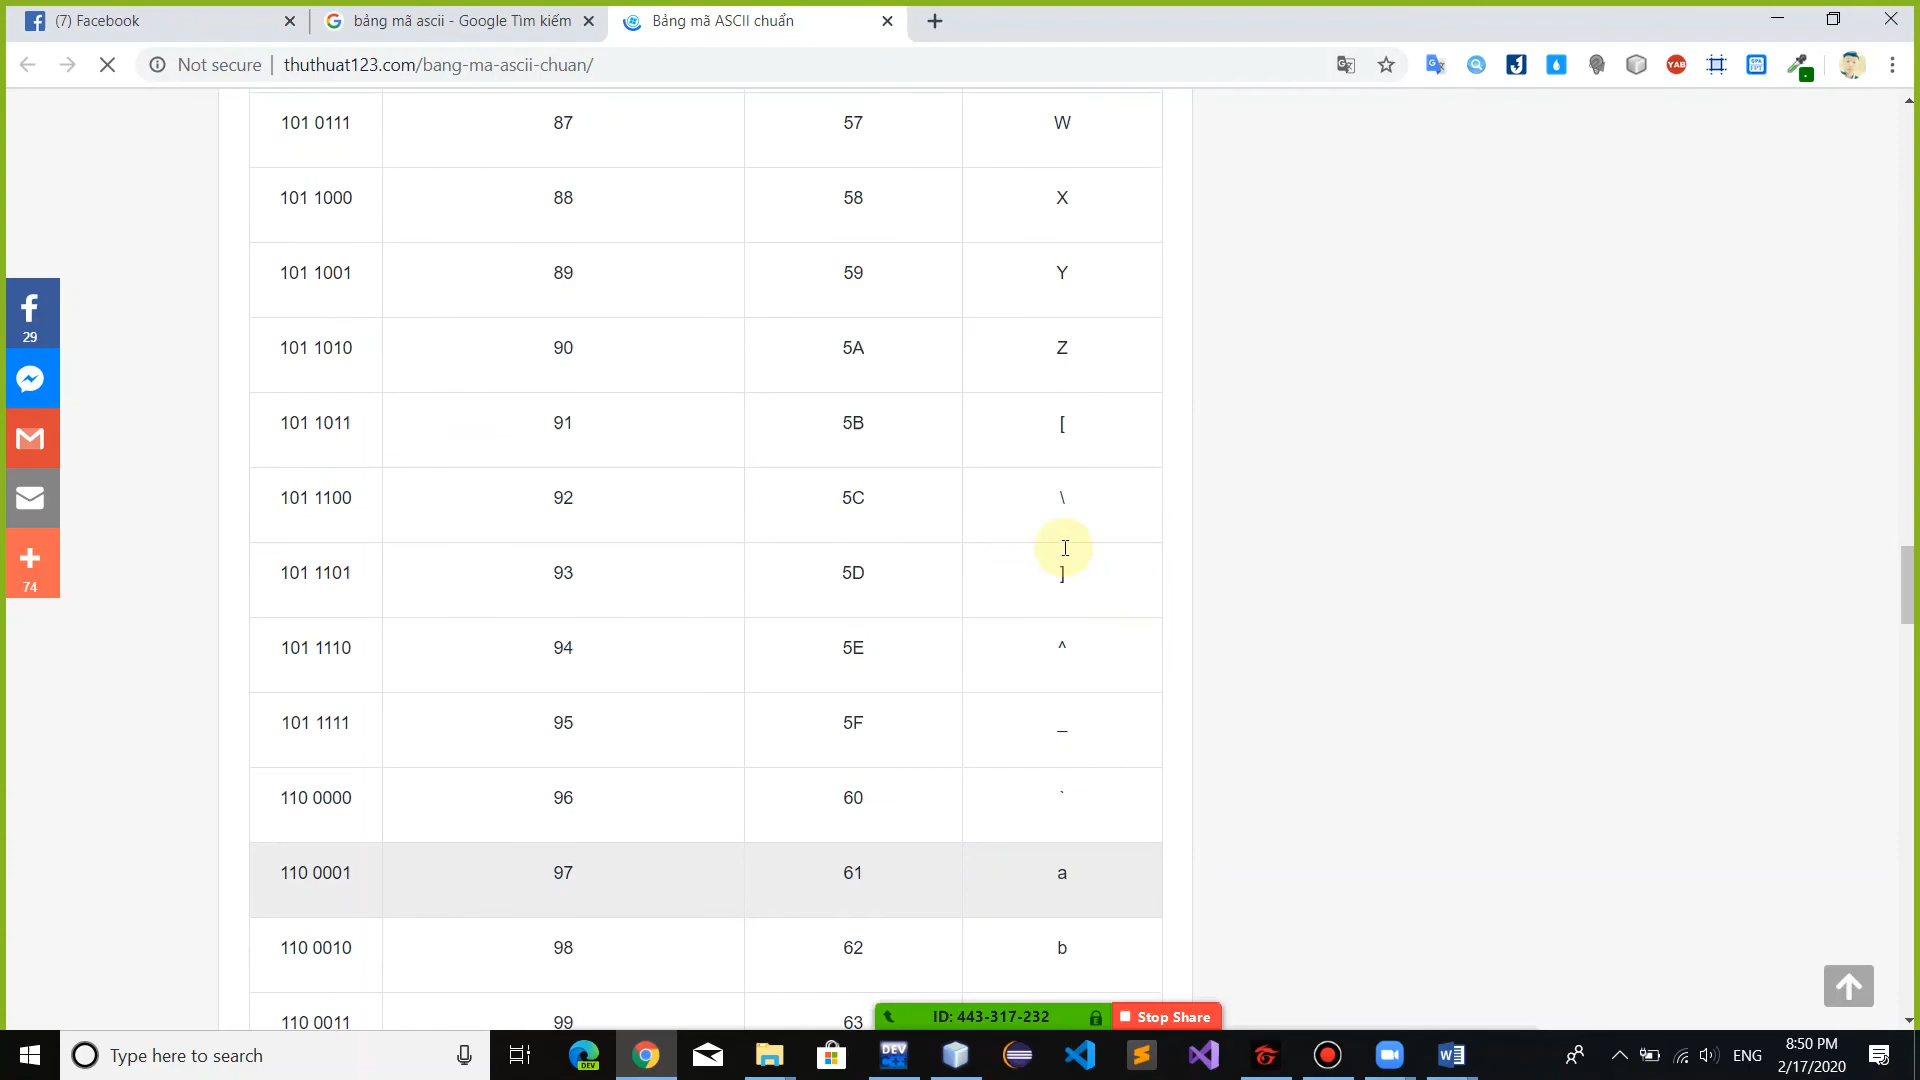 (7) Facebook
bảng mã ascii - Google Tìm kiếm
Bảng mã ASCII chuẩn
Not secure
thuthuat123.com/bang-ma-ascii-chuan/
YAB
101 0111 87 57 W
101 1000 88 58 X
101 1001 89 59 Y
101 1010 90 5A Z
101 1011 91 5B [
101 1100 92 5C \
101 1101 93 5D ]
101 1110 94 5E ^
101 1111 95 5F _
110 0000 96 60 `
110 0001 97 61 a
110 0010 98 62 b
110 0011 99 63
29
74
ID: 443-317-232
Stop Share
Type here to search
DEV
DEV
ENG
8:50 PM
2/17/2020